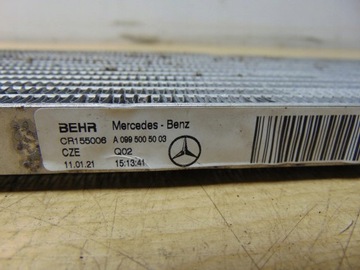 BEHR Mercedes - Benz
CR155006 A 099 500 50 03
CZE Q02
11.01.21 15:13:41